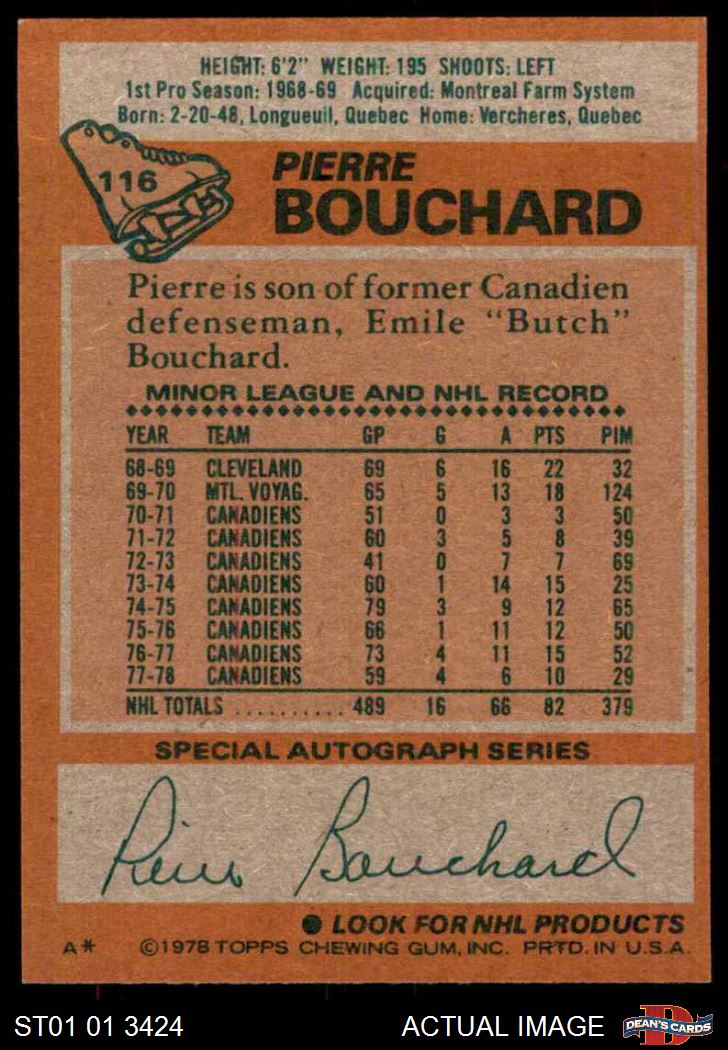 HEIGHT: 6'2" WEIGHT: 195 SHOOTS: LEFT
1st Pro Season: 1968-69 Acquired: Montreal Farm System
Born: 2-20-48, Longueuil, Quebec Home: Vercheres, Quebec
116
PIERRE
BOUCHARD
Pierre is son of former Canadien
defenseman, Emile "Butch"
Bouchard.
MINOR LEAGUE AND NHL RECORD
YEAR TEAM GP G A PTS PIM
68-69 CLEVELAND 69 6 16 22 32
69-70 MTL. VOYAG. 65 5 13 18 124
70-71 CANADIENS 51 0 3 3 50
71-72 CANADIENS 60 3 5 8 39
72-73 CANADIENS 41 0 7 7 69
73-74 CANADIENS 60 1 14 15 25
74-75 CANADIENS 79 3 9 12 65
75-76 CANADIENS 66 1 11 12 50
76-77 CANADIENS 73 4 11 15 52
77-78 CANADIENS 59 4 6 10 29
NHL TOTALS .......... 489 16 66 82 379
SPECIAL AUTOGRAPH SERIES
Pierre Bouchard
● LOOK FOR NHL PRODUCTS
A* ©1978 TOPPS CHEWING GUM, INC. PRTD. IN U.S.A.
ST01 01 3424 ACTUAL IMAGE DEAN'S CARDS